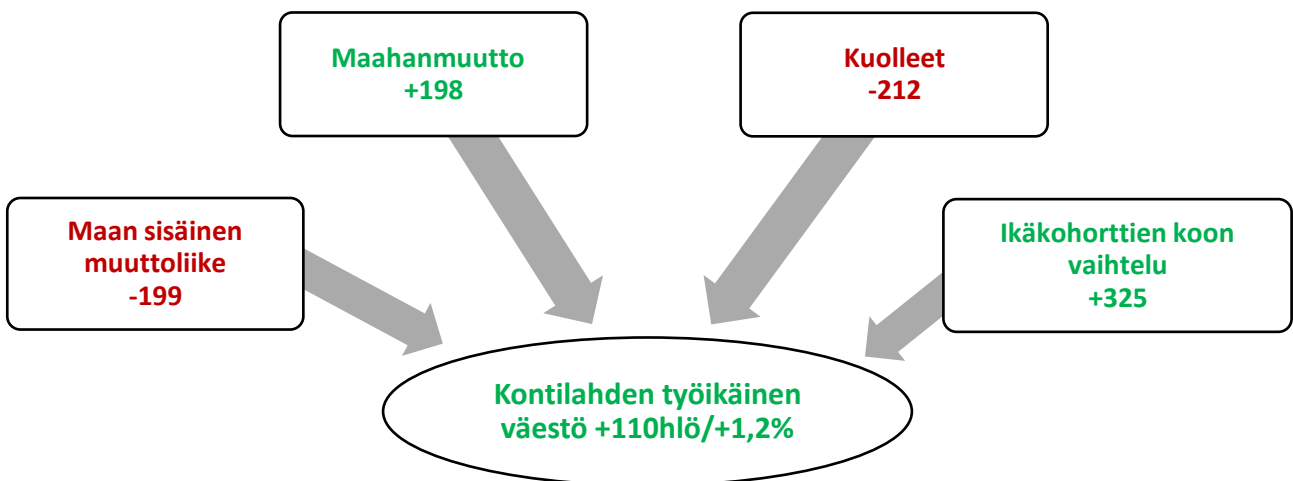 Maahanmuutto
+198
Kuolleet
-212
Maan sisäinen
muuttoliike
-199
Ikäkohorttien koon
vaihtelu
+325
Kontilahden työikäinen
väestö +110hlö/+1,2%